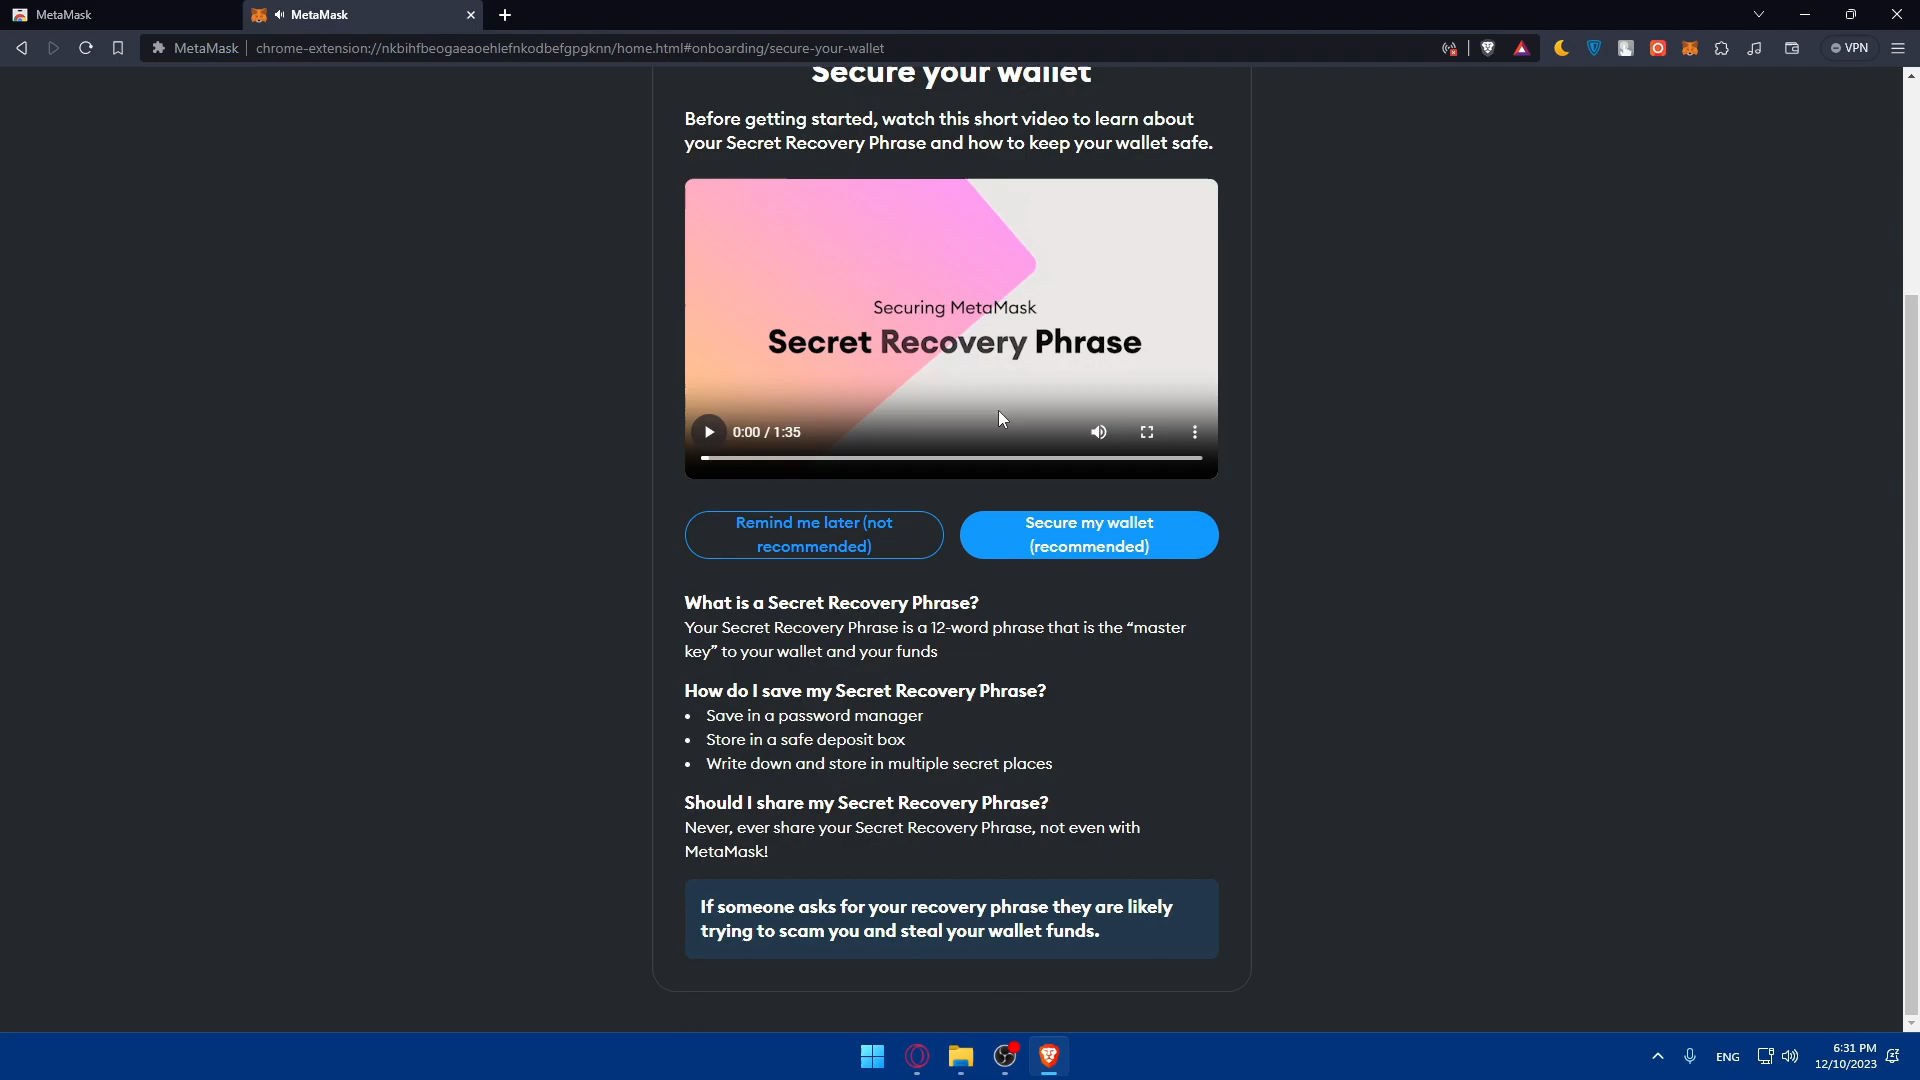 MetaMask
MetaMask
MetaMask
chrome-extension://nkbihfbeogaeaoehlefnkodbefgpgknn/home.html#onboarding/secure-your-wallet
VPN
Secure your wallet
Before getting started, watch this short video to learn about
your Secret Recovery Phrase and how to keep your wallet safe.
Securing MetaMask
Secret Recovery Phrase
0:00 / 1:35
Remind me later (not
recommended)
Secure my wallet
(recommended)
What is a Secret Recovery Phrase?
Your Secret Recovery Phrase is a 12-word phrase that is the “master
key” to your wallet and your funds
How do I save my Secret Recovery Phrase?
• Save in a password manager
• Store in a safe deposit box
• Write down and store in multiple secret places
Should I share my Secret Recovery Phrase?
Never, ever share your Secret Recovery Phrase, not even with
MetaMask!
If someone asks for your recovery phrase they are likely
trying to scam you and steal your wallet funds.
ENG
6:31 PM
12/10/2023